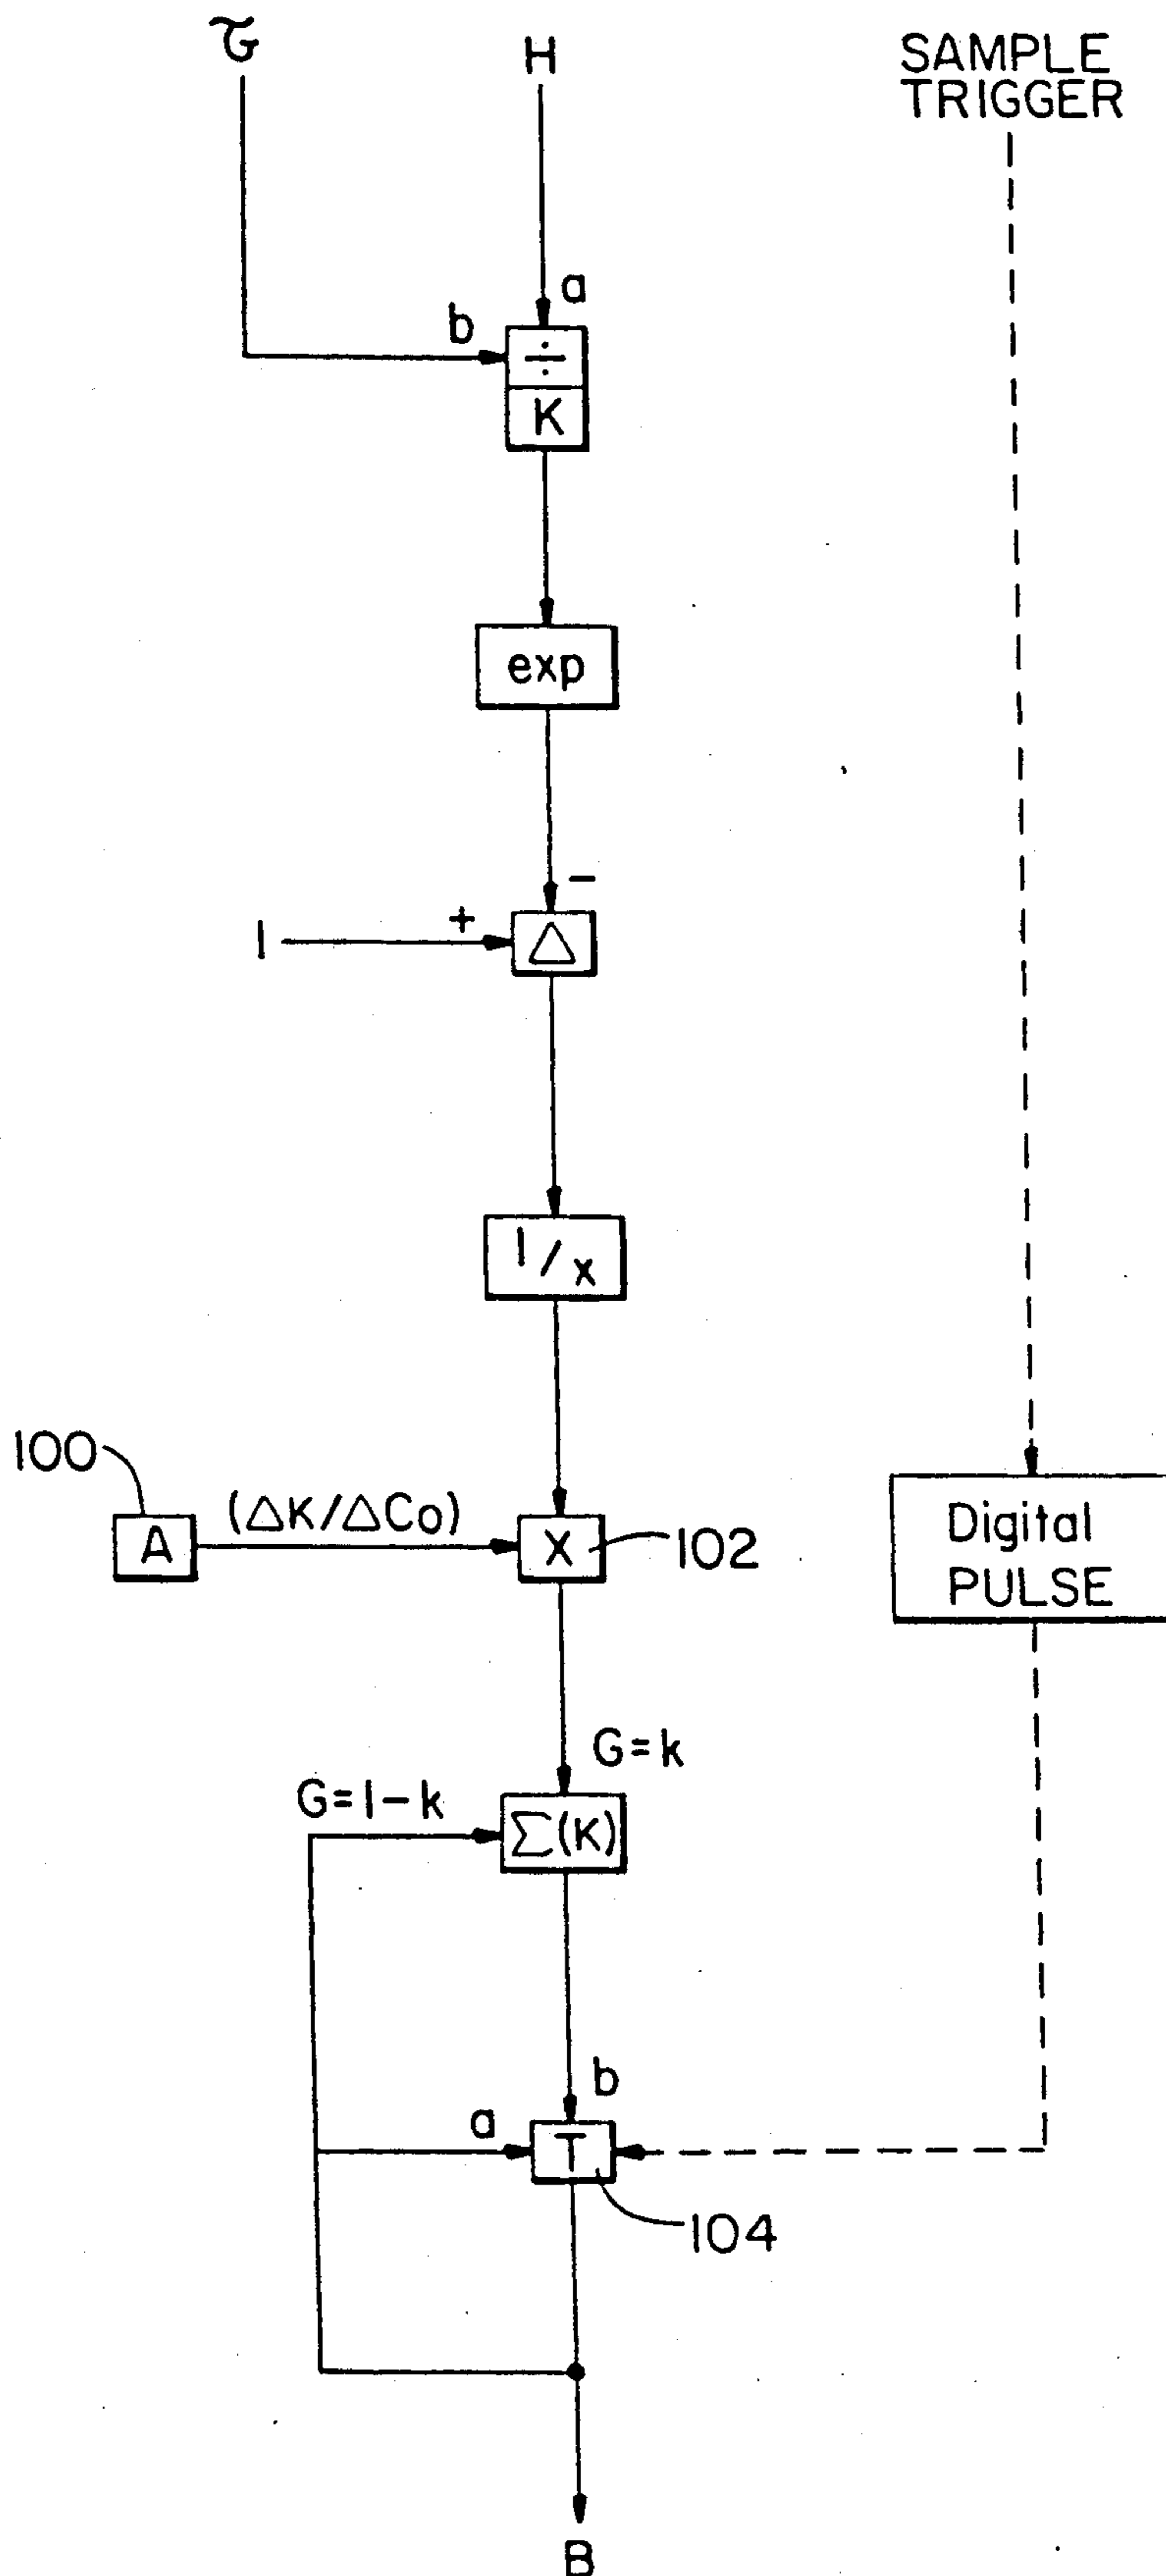 τ
H
SAMPLE
TRIGGER
a
b
÷
K
exp
−
+
1
△
1/x
100
A
(ΔK/ΔCo)
X
102
Digital
PULSE
G=k
G=1-k
Σ(K)
b
a
T
104
B